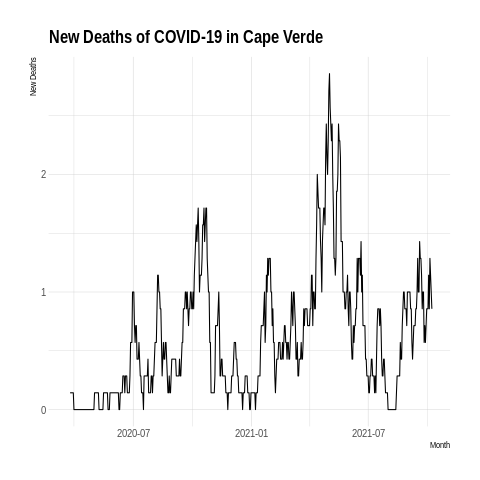 New Deaths of COVID-19 in Cape Verde
New Deaths
2
1
0
2020-07
2021-01
2021-07
Month